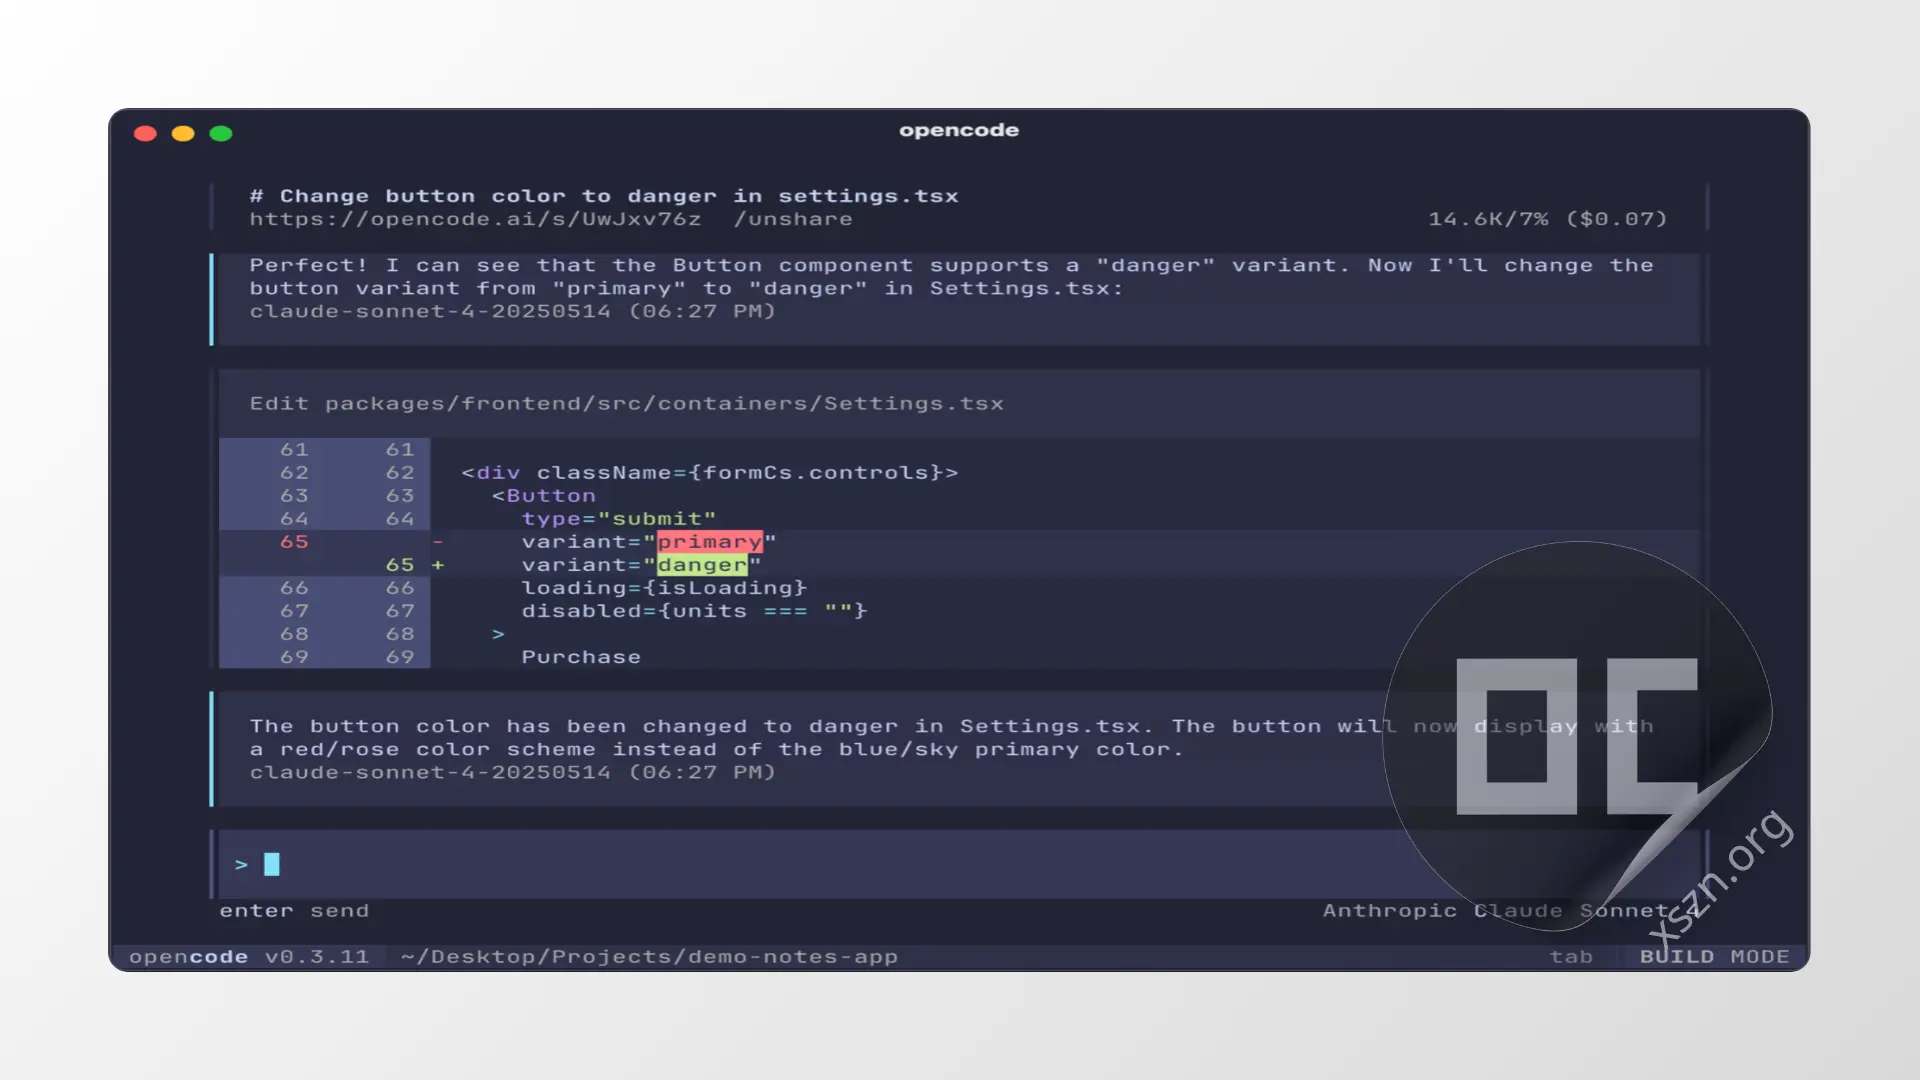 opencode
# Change button color to danger in settings.tsx
https://opencode.ai/s/UwJxv76z /unshare 14.6K/7% ($0.07)
Perfect! I can see that the Button component supports a "danger" variant. Now I'll change the
button variant from "primary" to "danger" in Settings.tsx:
claude-sonnet-4-20250514 (06:27 PM)
Edit packages/frontend/src/containers/Settings.tsx
61 61
62 62 <div className={formCs.controls}>
63 63 <Button
64 64 type="submit"
65 - variant="primary"
65 + variant="danger"
66 66 loading={isLoading}
67 67 disabled={units === ""}
68 68 >
69 69 Purchase
The button color has been changed to danger in Settings.tsx. The button will now display with
a red/rose color scheme instead of the blue/sky primary color.
claude-sonnet-4-20250514 (06:27 PM)
OC
>
enter send Anthropic Claude Sonnet 4
xszn.org
opencode v0.3.11 ~/Desktop/Projects/demo-notes-app tab BUILD MODE